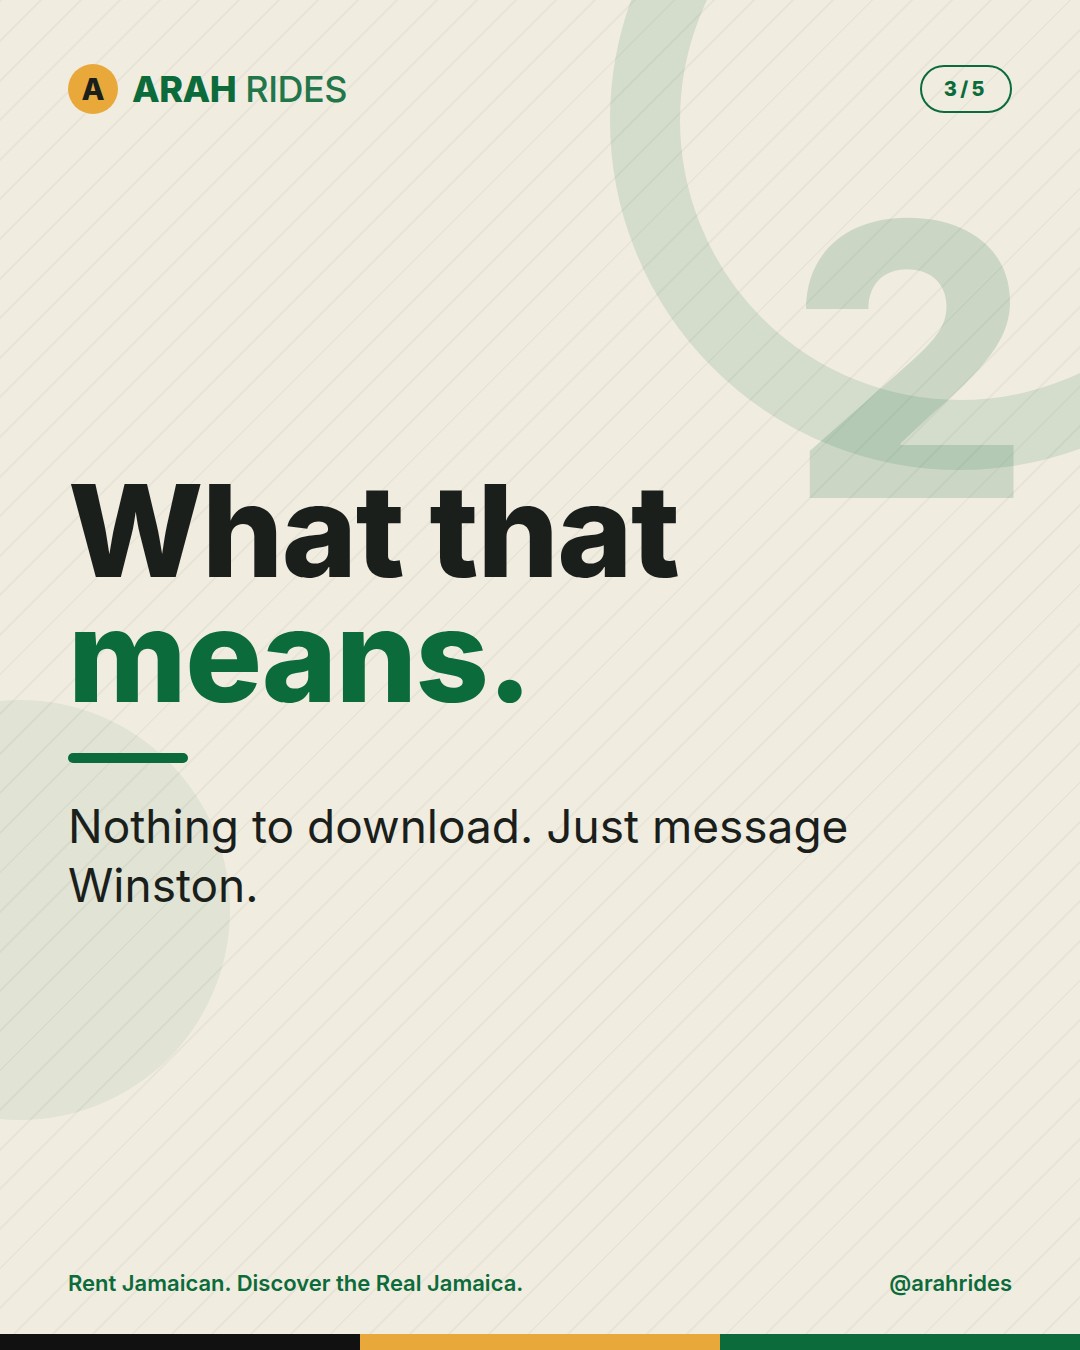 A ARAH RIDES
3/5
2
What that
means.
Nothing to download. Just message
Winston.
Rent Jamaican. Discover the Real Jamaica.
@arahrides